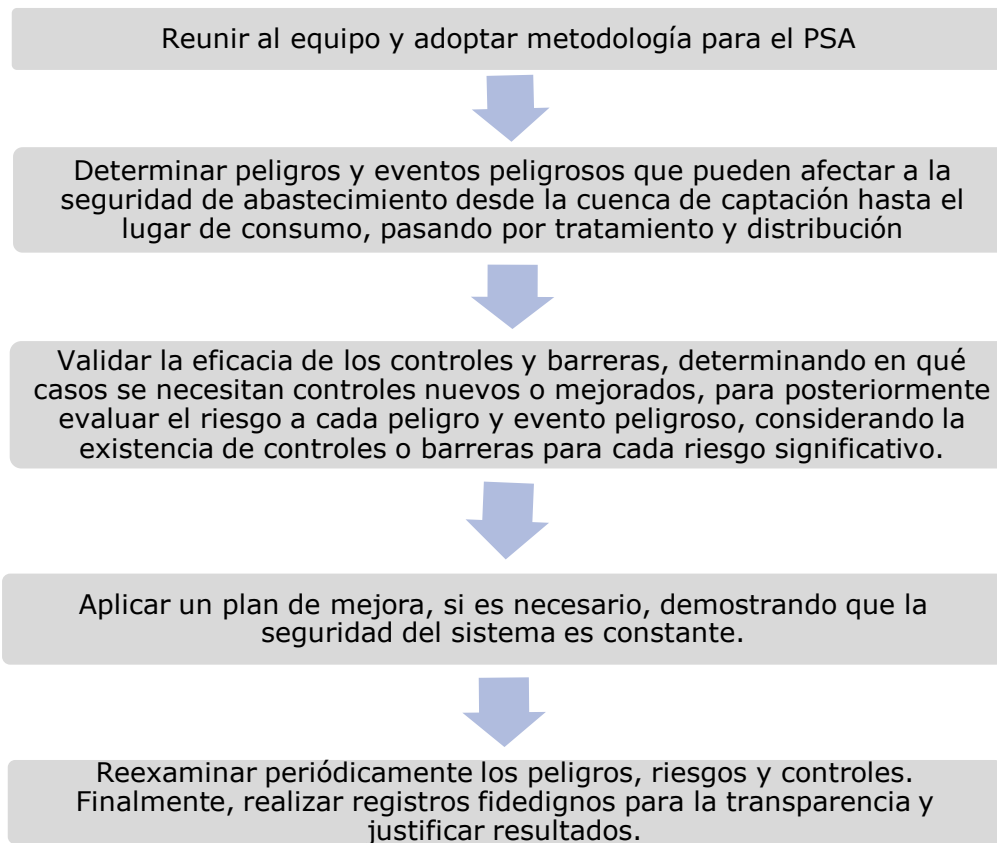 Reunir al equipo y adoptar metodología para el PSA
Determinar peligros y eventos peligrosos que pueden afectar a la
seguridad de abastecimiento desde la cuenca de captación hasta el
lugar de consumo, pasando por tratamiento y distribución
Validar la eficacia de los controles y barreras, determinando en qué
casos se necesitan controles nuevos o mejorados, para posteriormente
evaluar el riesgo a cada peligro y evento peligroso, considerando la
existencia de controles o barreras para cada riesgo significativo.
Aplicar un plan de mejora, si es necesario, demostrando que la
seguridad del sistema es constante.
Reexaminar periódicamente los peligros, riesgos y controles.
Finalmente, realizar registros fidedignos para la transparencia y
justificar resultados.